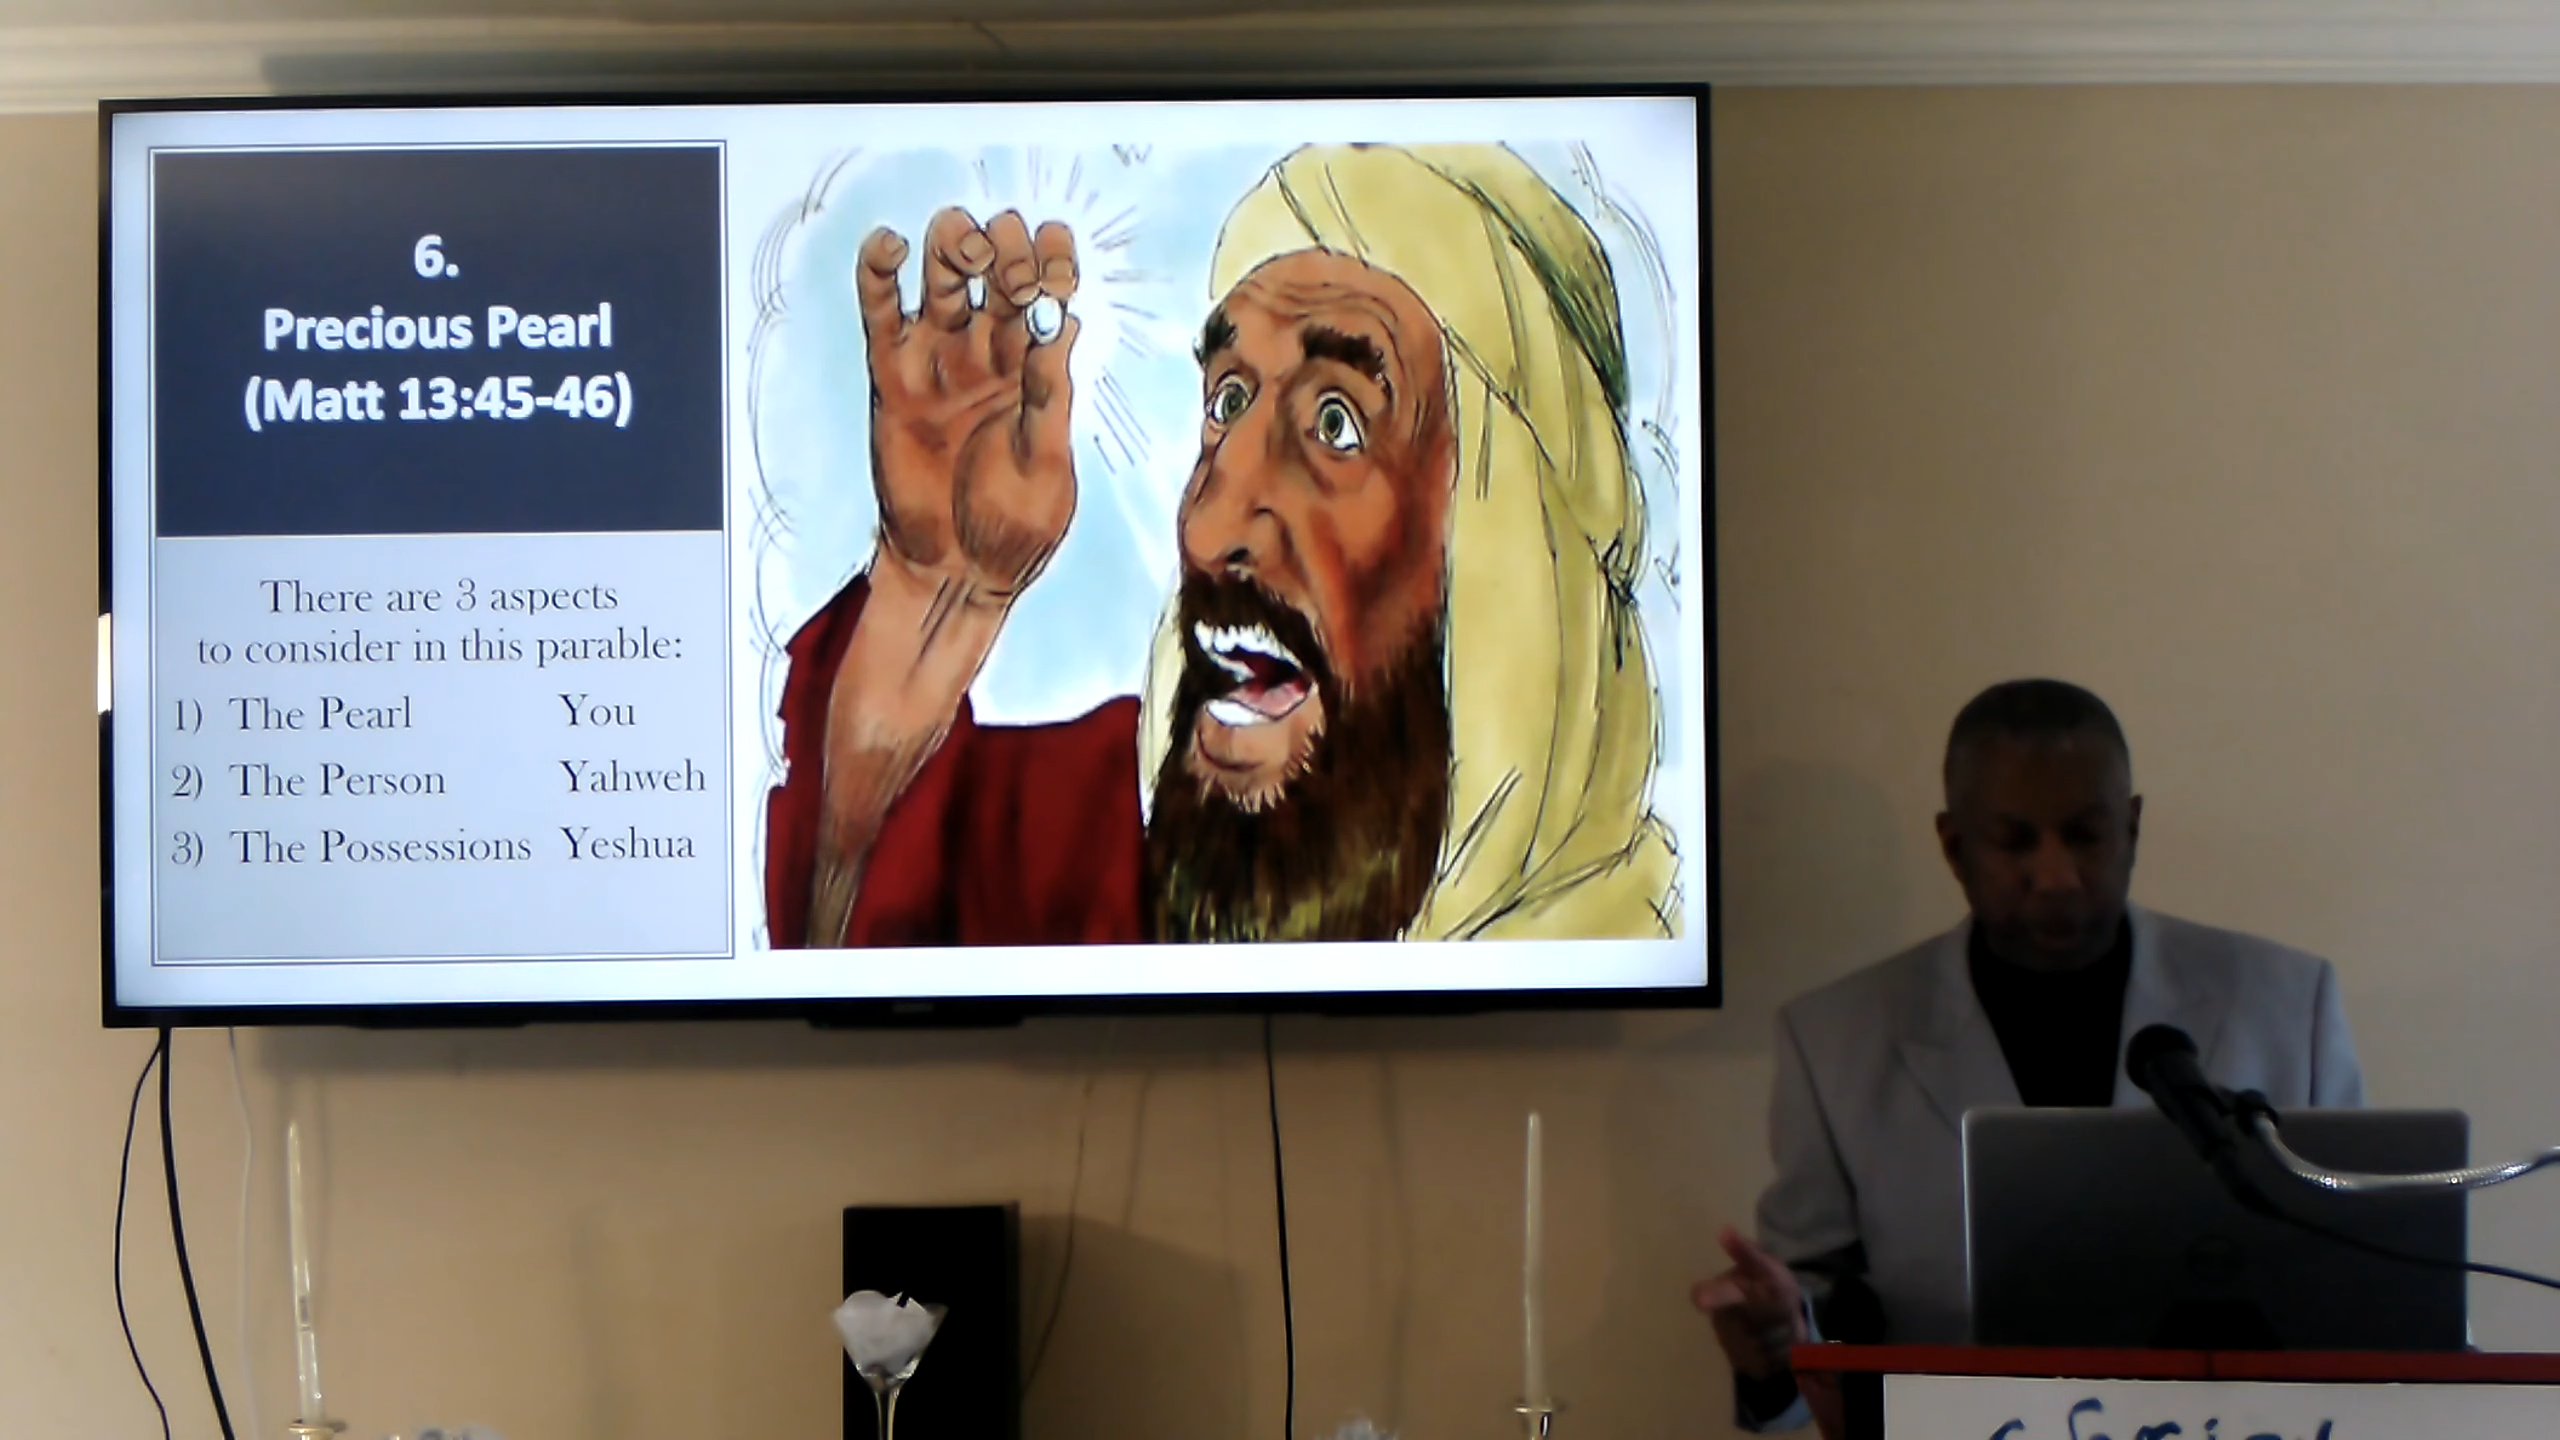 6.
Precious Pearl
(Matt 13:45-46)
There are 3 aspects
to consider in this parable:
1) The Pearl You
2) The Person Yahweh
3) The Possessions Yeshua